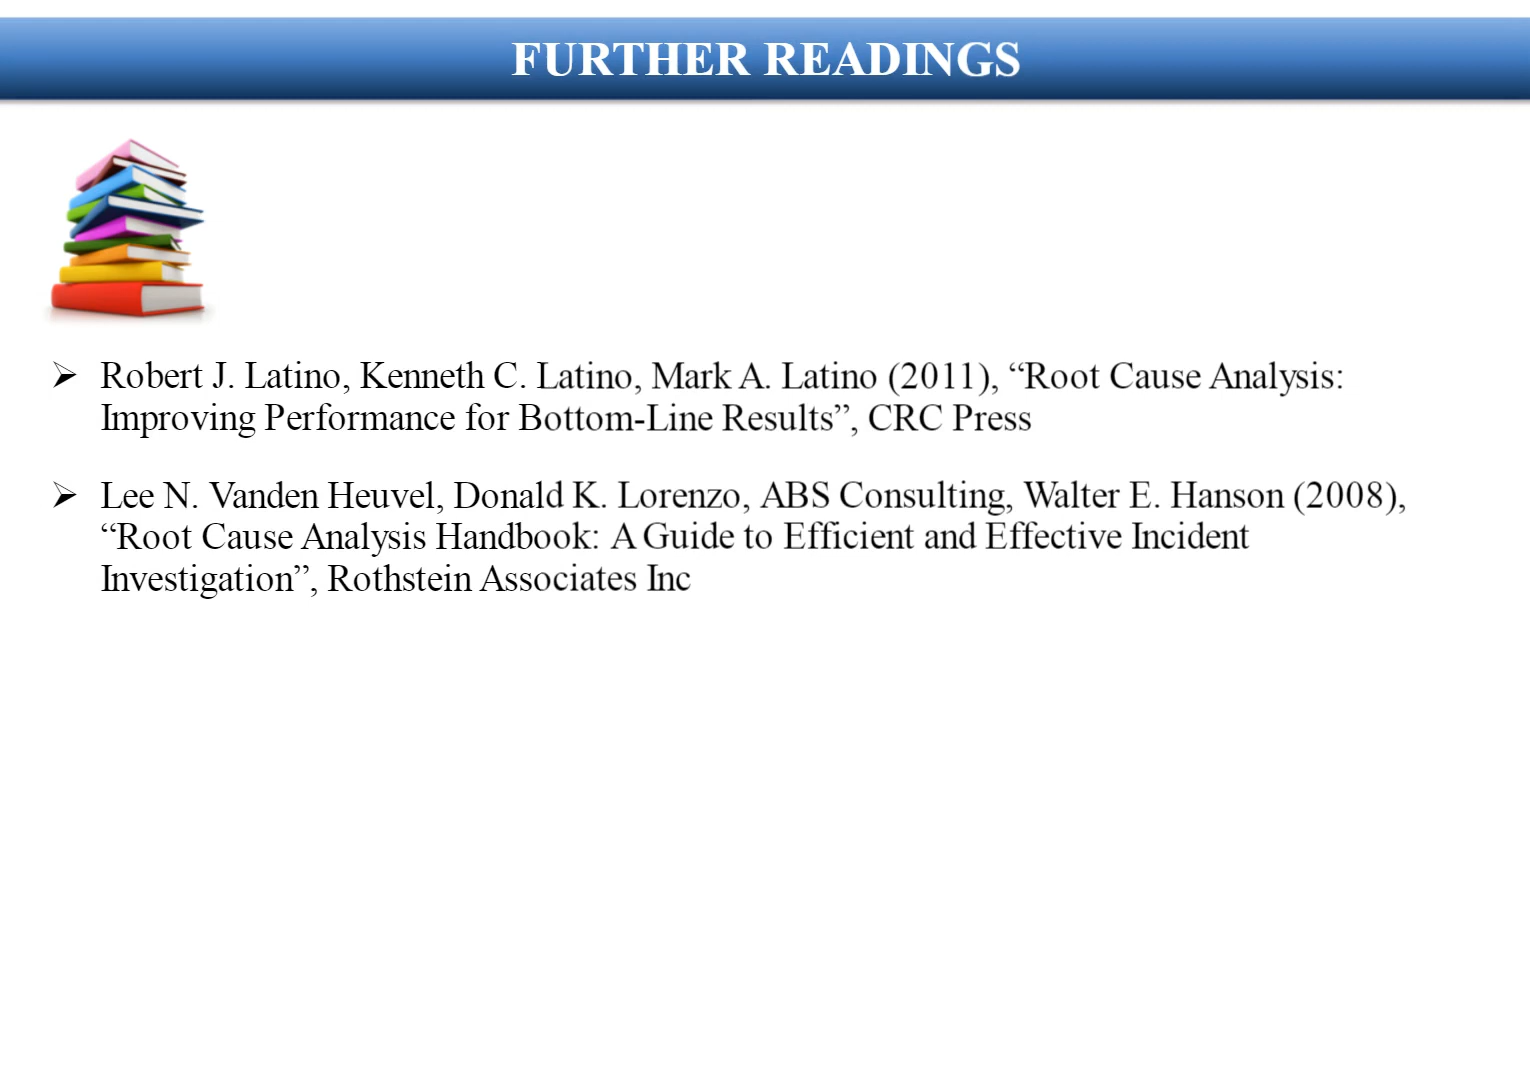 FURTHER READINGS
➢ Robert J. Latino, Kenneth C. Latino, Mark A. Latino (2011), “Root Cause Analysis:
Improving Performance for Bottom-Line Results”, CRC Press
➢ Lee N. Vanden Heuvel, Donald K. Lorenzo, ABS Consulting, Walter E. Hanson (2008),
“Root Cause Analysis Handbook: A Guide to Efficient and Effective Incident
Investigation”, Rothstein Associates Inc